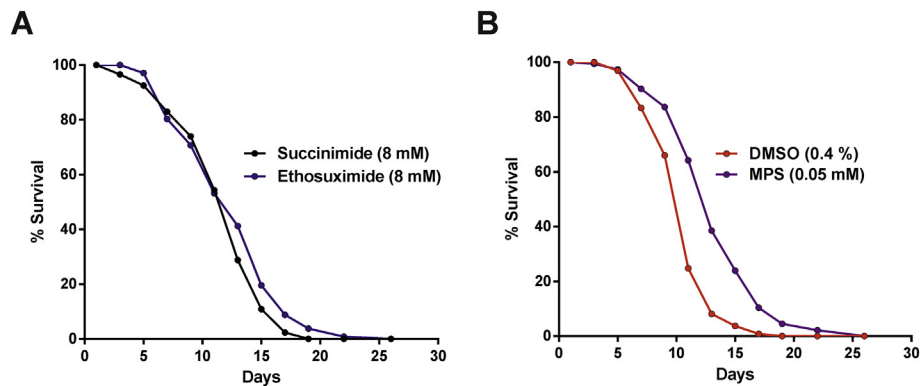 A
% Survival
100
80
60
40
20
0
0
5
10
15
20
25
30
Days
Succinimide (8 mM)
Ethosuximide (8 mM)
B
% Survival
100
80
60
40
20
0
0
5
10
15
20
25
30
Days
DMSO (0.4 %)
MPS (0.05 mM)